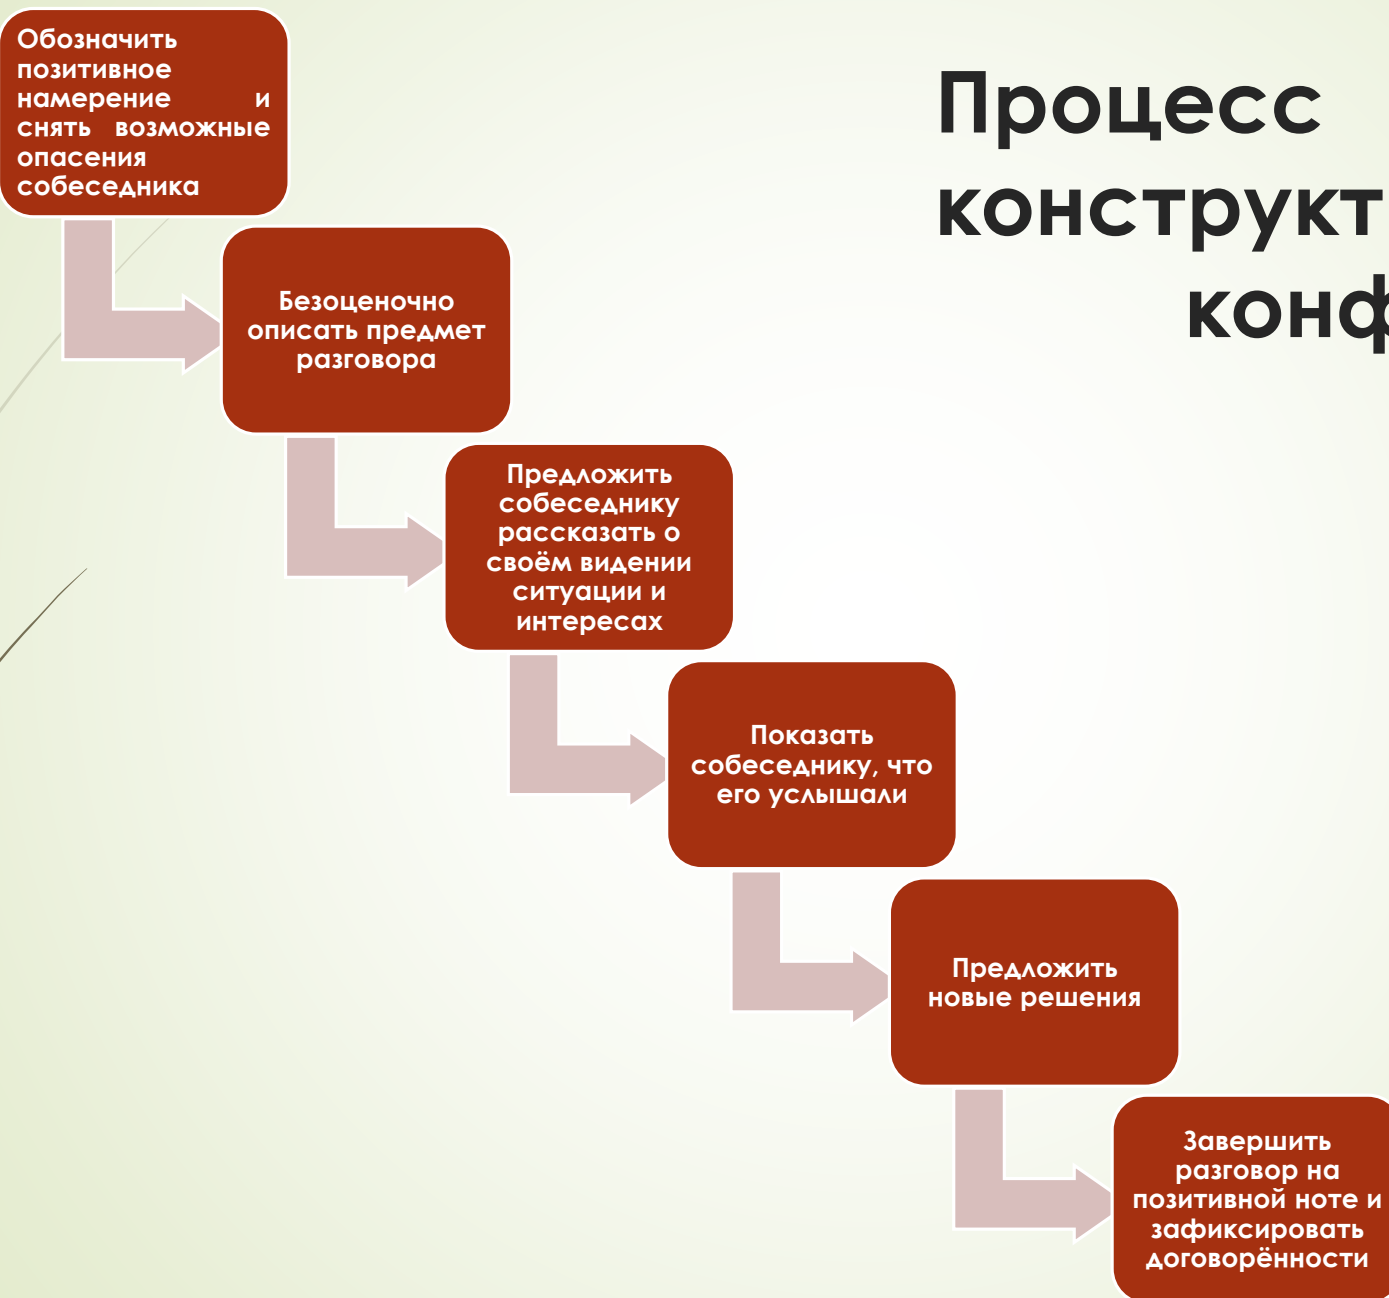 Обозначить
позитивное
намерение и
снять возможные
опасения
собеседника
Процесс
конструкт
конф
Безоценочно
описать предмет
разговора
Предложить
собеседнику
рассказать о
своём видении
ситуации и
интересах
Показать
собеседнику, что
его услышали
Предложить
новые решения
Завершить
разговор на
позитивной ноте и
зафиксировать
договорённости